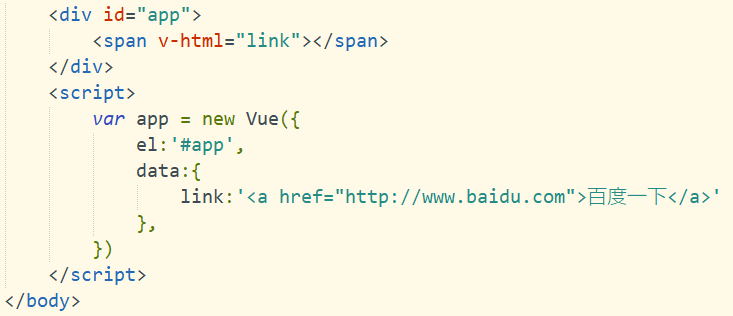 <div id="app">
<span v-html="link"></span>
</div>
<script>
var app = new Vue({
el:'#app',
data:{
link:'<a href="http://www.baidu.com">百度一下</a>'
},
})
</script>
</body>